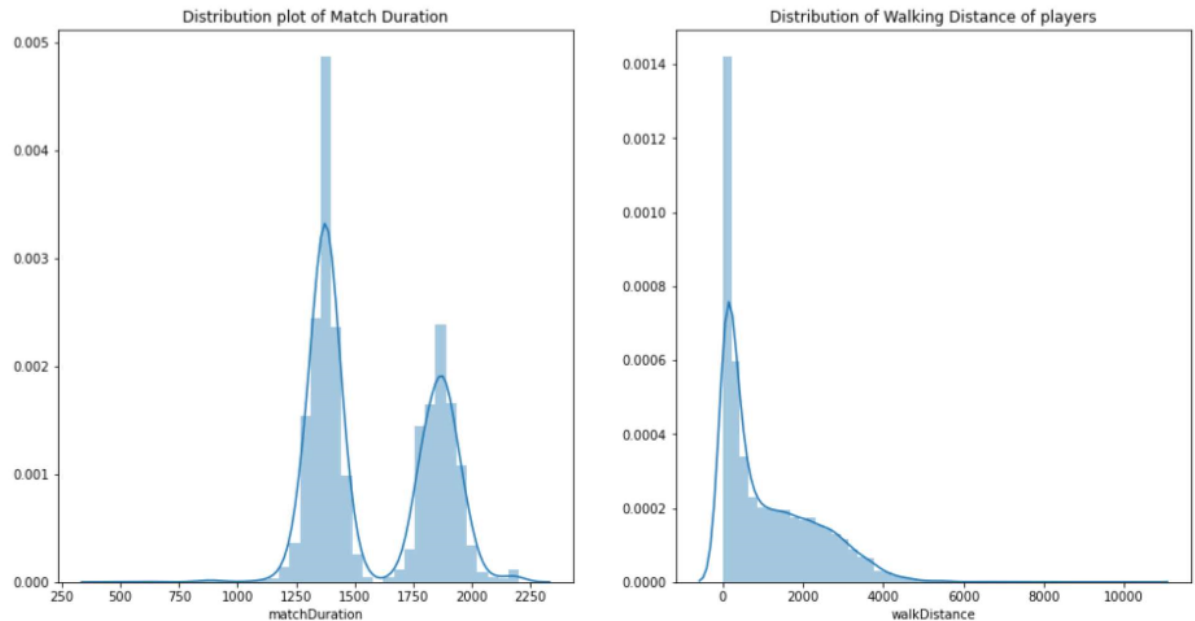 Distribution plot of Match Duration
0.005
0.004
0.003
0.002
0.001
0.000
250 500 750 1000 1250 1500 1750 2000 2250
matchDuration
Distribution of Walking Distance of players
0.0014
0.0012
0.0010
0.0008
0.0006
0.0004
0.0002
0.0000
0 2000 4000 6000 8000 10000
walkDistance